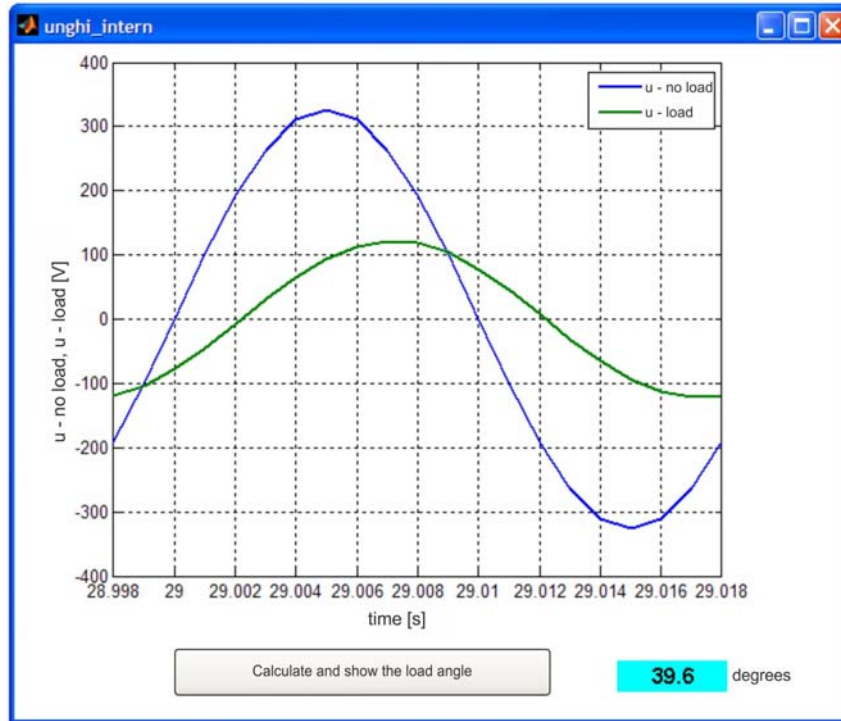 unghi_intern
400
300
200
100
0
-100
-200
-300
-400
u - no load, u - load [V]
u - no load
u - load
28.998 29 29.002 29.004 29.006 29.008 29.01 29.012 29.014 29.016 29.018
time [s]
Calculate and show the load angle
39.6 degrees